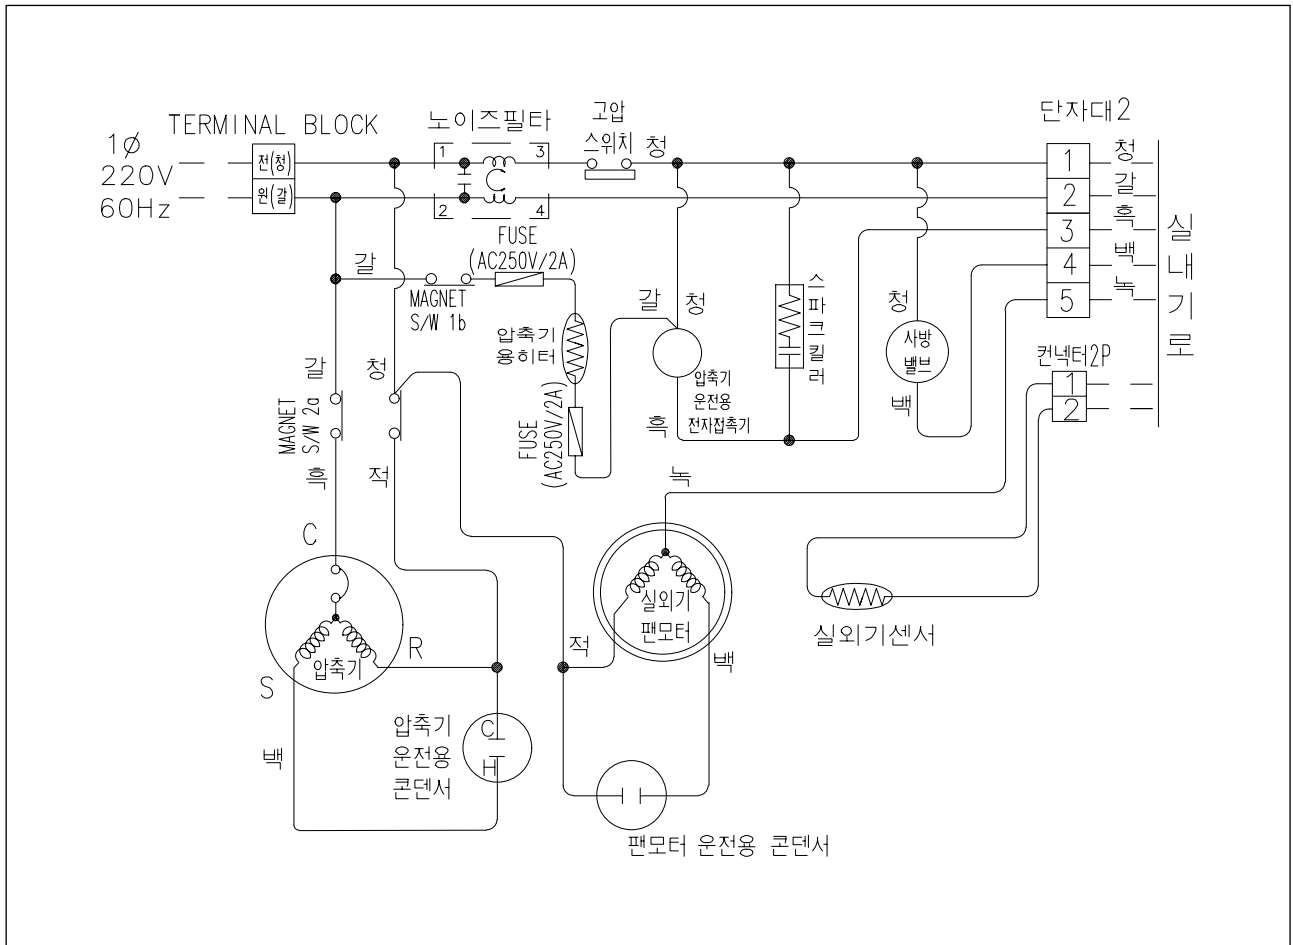 TERMINAL BLOCK
노이즈필타
고압
스위치
단자대2
1Ø
220V
60Hz
전(청)
원(갈)
1
3
2
4
청
1
2
3
4
5
청
갈
흑
백
녹
실내기로
갈
FUSE
(AC250V/2A)
MAGNET
S/W 1b
압축기
용히터
갈
청
스파크킬러
청
사방
밸브
컨넥터2P
1
2
갈
청
MAGNET
S/W 2a
FUSE
(AC250V/2A)
압축기
운전용
전자접촉기
흑
백
흑
적
녹
C
실외기
팬모터
실외기센서
R
압축기
S
적
백
압축기
운전용
콘덴서
C
H
백
팬모터 운전용 콘덴서